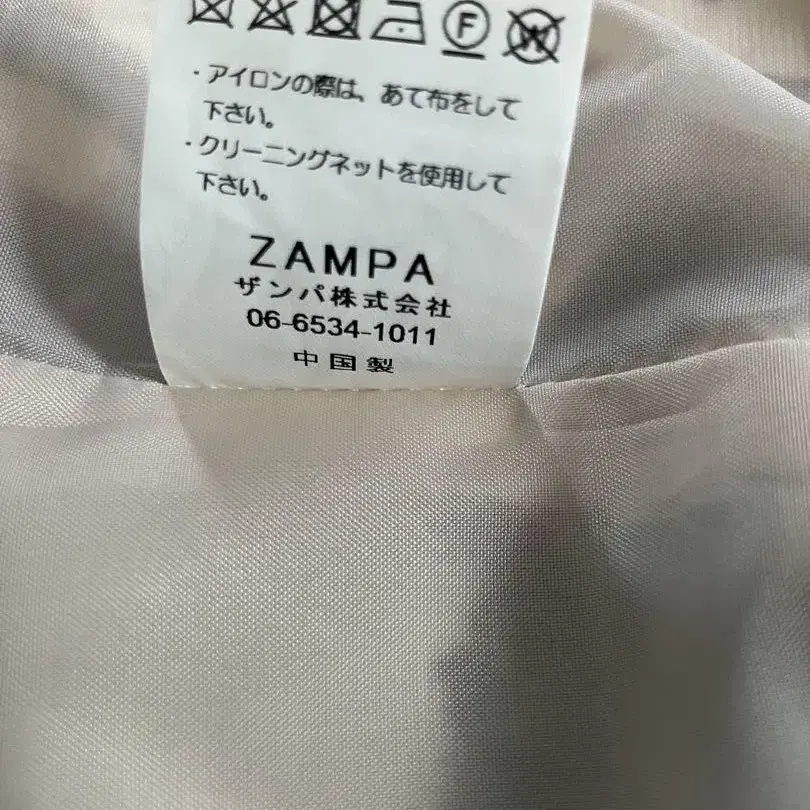 F
W
・アイロンの際は、あて布をして
下さい。
・クリーニングネットを使用して
下さい。
ZAMPA
ザンパ株式会社
06-6534-1011
中国製